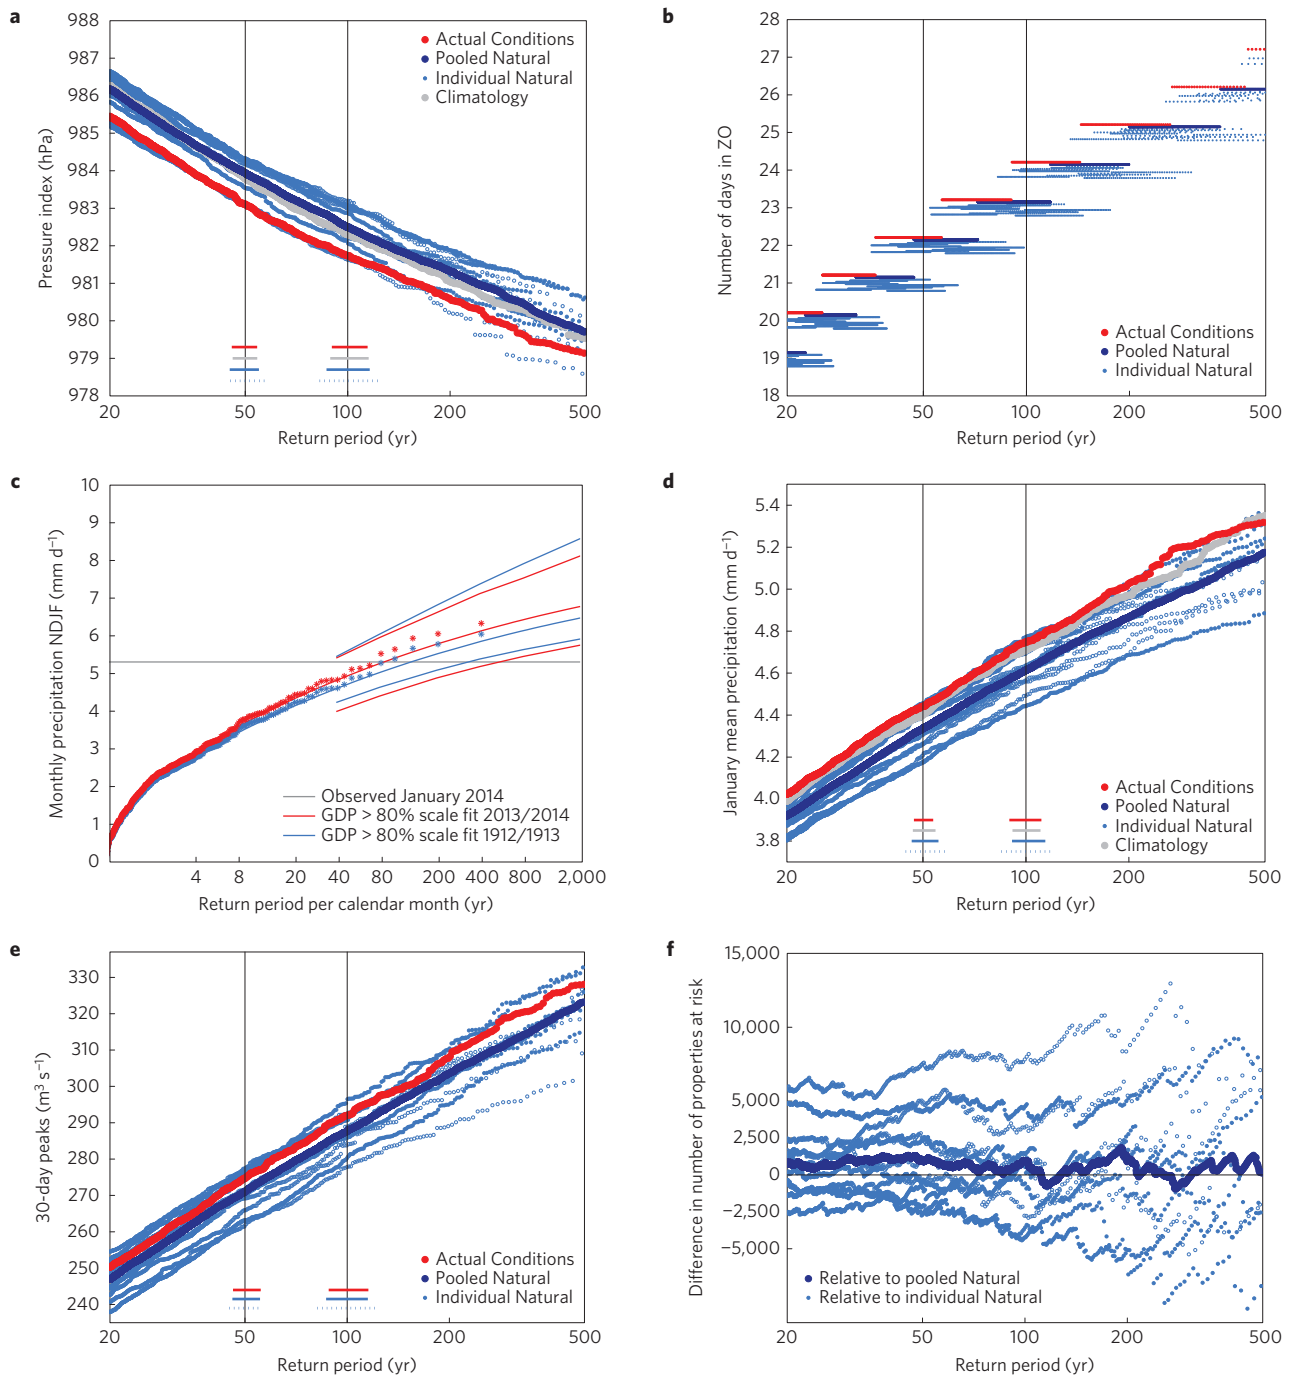 a
988
987
986
985
984
983
982
981
980
979
978
Pressure index (hPa)
Actual Conditions
Pooled Natural
Individual Natural
Climatology
20
50
100
200
500
Return period (yr)
b
28
27
26
25
24
23
22
21
20
19
18
Number of days in ZO
Actual Conditions
Pooled Natural
Individual Natural
20
50
100
200
500
Return period (yr)
c
10
9
8
7
6
5
4
3
2
1
0
Monthly precipitation NDJF (mm d−1)
Observed January 2014
GDP > 80% scale fit 2013/2014
GDP > 80% scale fit 1912/1913
4
8
20
40
80
200
400
800
2,000
Return period per calendar month (yr)
d
5.4
5.2
5.0
4.8
4.6
4.4
4.2
4.0
3.8
January mean precipitation (mm d−1)
Actual Conditions
Pooled Natural
Individual Natural
Climatology
20
50
100
200
500
Return period (yr)
e
330
320
310
300
290
280
270
260
250
240
30-day peaks (m3 s−1)
Actual Conditions
Pooled Natural
Individual Natural
20
50
100
200
500
Return period (yr)
f
15,000
10,000
5,000
2,500
0
−2,500
−5,000
Difference in number of properties at risk
Relative to pooled Natural
Relative to individual Natural
20
50
100
200
500
Return period (yr)